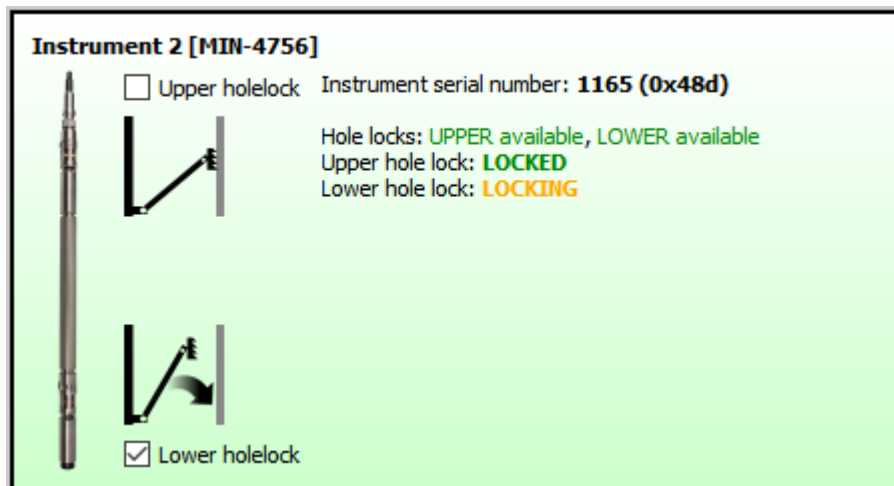 Instrument 2 [MIN-4756]
Upper holelock
Instrument serial number: 1165 (0x48d)
Hole locks: UPPER available, LOWER available
Upper hole lock: LOCKED
Lower hole lock: LOCKING
Lower holelock